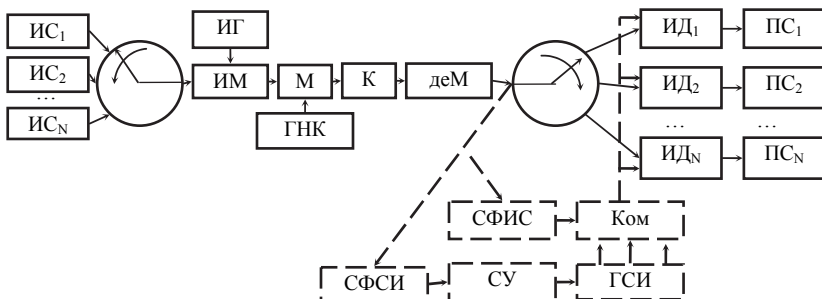 ИС1
ИС2
...
ИСN
ИГ
ИМ
М
К
деМ
ГНК
ИД1
ПС1
ИД2
ПС2
... ...
ИДN
ПСN
СФИС
Ком
СФСИ
СУ
ГСИ